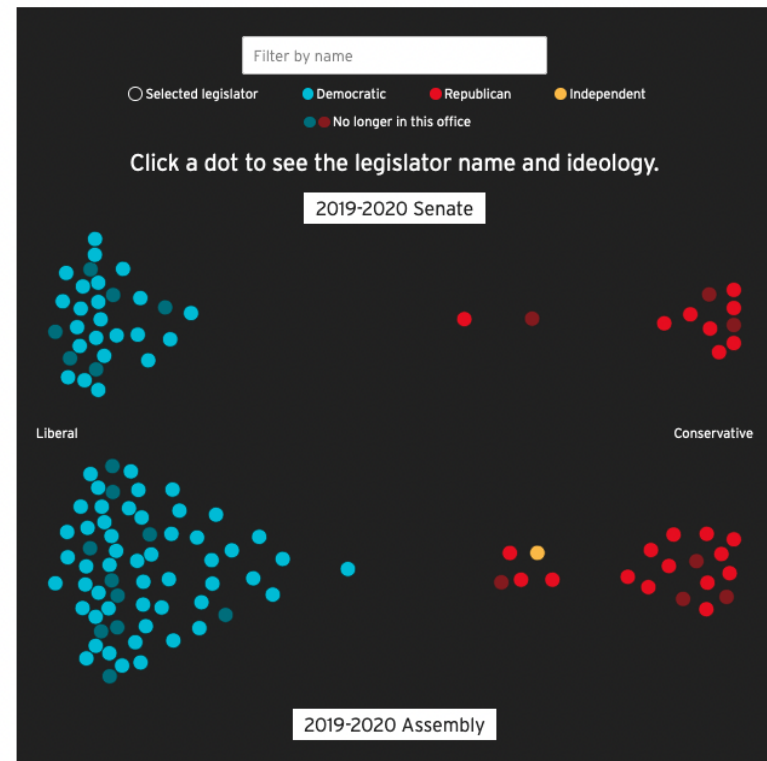 Filter by name
Selected legislator Democratic Republican Independent
No longer in this office
Click a dot to see the legislator name and ideology.
2019-2020 Senate
Liberal Conservative
2019-2020 Assembly